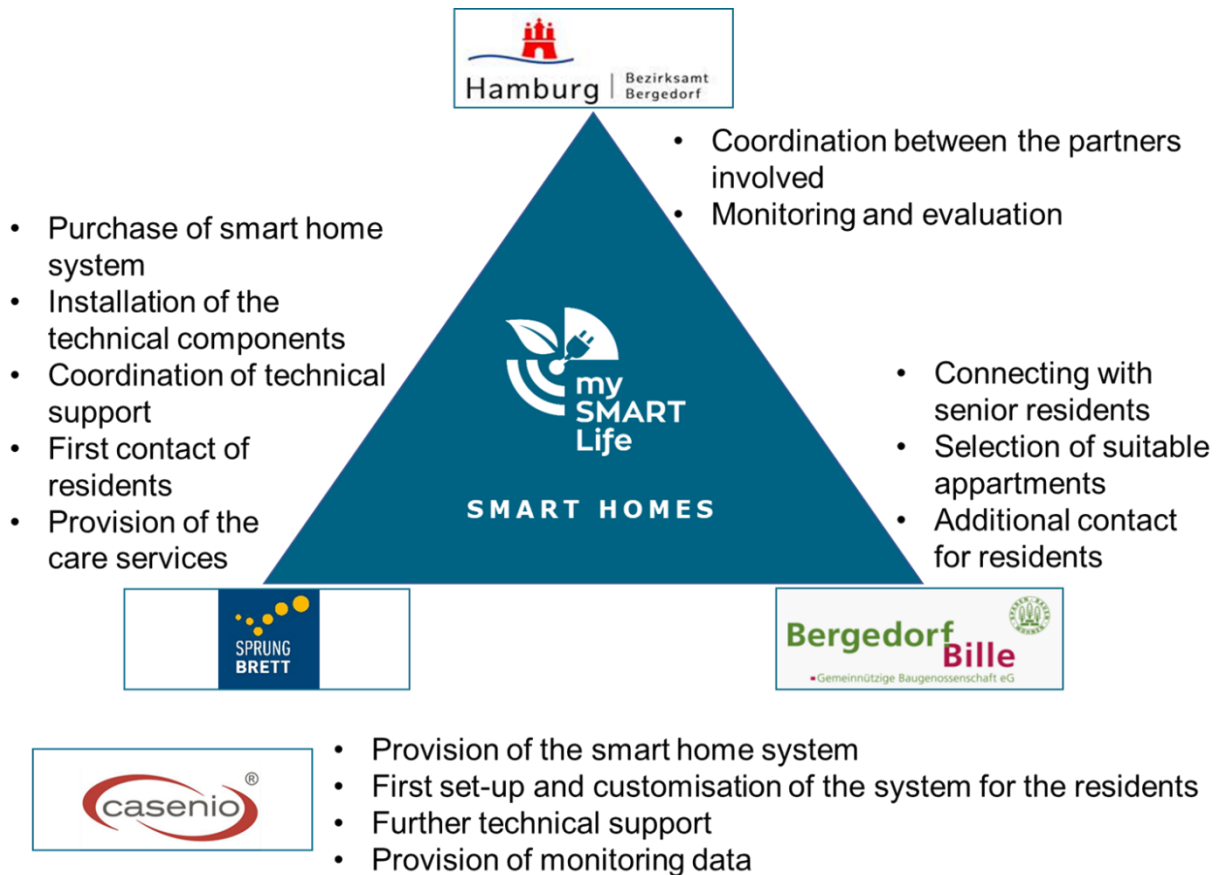 Hamburg
Bezirksamt
Bergedorf
• Coordination between the partners
involved
• Monitoring and evaluation
• Purchase of smart home
system
• Installation of the
technical components
• Coordination of technical
support
• First contact of
residents
• Provision of the
care services
my
SMART
Life
SMART HOMES
• Connecting with
senior residents
• Selection of suitable
appartments
• Additional contact
for residents
SPRUNG
BRETT
Bergedorf
Bille
Gemeinnützige Baugenossenschaft eG
casenio®
• Provision of the smart home system
• First set-up and customisation of the system for the residents
• Further technical support
• Provision of monitoring data